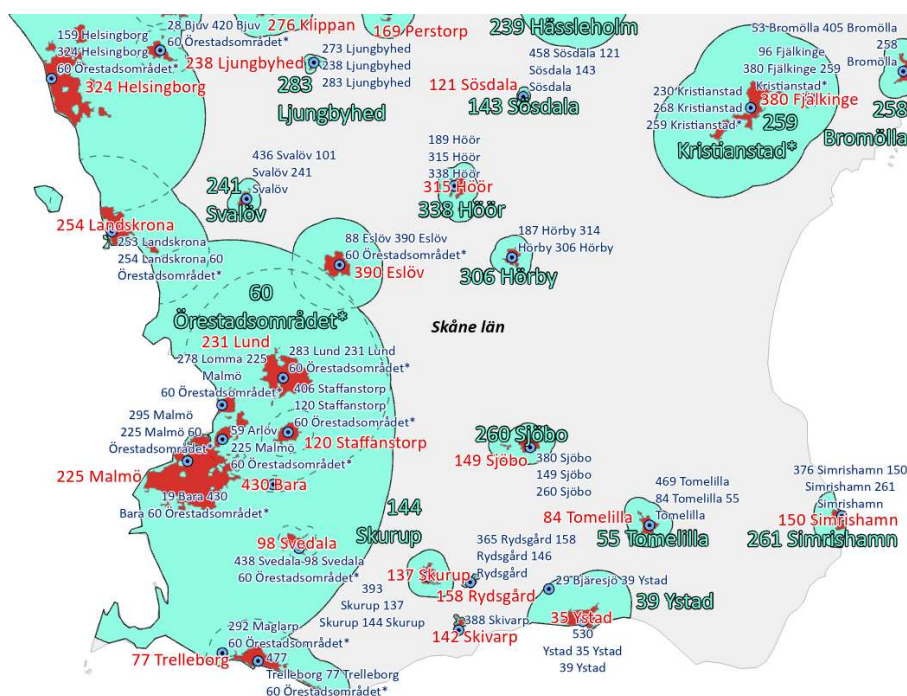 276 Klippan
169 Perstorp
239 Hässleholm
159 Helsingborg
324 Helsingborg
60 Örestadsområdet*
324 Helsingborg
28 Bjuv 420 Bjuv
60 Örestadsområdet*
238 Ljungbyhed
273 Ljungbyhed
238 Ljungbyhed
283 Ljungbyhed
283
Ljungbyhed
458 Sösdala 121
Sösdala 143
Sösdala
121 Sösdala
143 Sösdala
53 Bromölla 405 Bromölla
258
Bromölla
96 Fjälkinge
380 Fjälkinge 259
Kristianstad*
230 Kristianstad
268 Kristianstad
259 Kristianstad*
380 Fjälkinge
259
Kristianstad*
258
Bromölla
436 Svalöv 101
Svalöv 241
Svalöv
241
Svalöv
189 Höör
315 Höör
338 Höör
315 Höör
338 Höör
254 Landskrona
253 Landskrona
254 Landskrona 60
Örestadsområdet*
88 Eslöv 390 Eslöv
60 Örestadsområdet*
390 Eslöv
187 Hörby 314
Hörby 306 Hörby
306 Hörby
60
Örestadsområdet*
Skåne län
231 Lund
283 Lund 231 Lund
60 Örestadsområdet*
278 Lomma 225
Malmö
60 Örestadsområdet*
406 Staffanstorp
120 Staffanstorp
60 Örestadsområdet*
120 Staffanstorp
295 Malmö
225 Malmö 60
Örestadsområdet*
59 Arlöv
225 Malmö
60 Örestadsområdet*
225 Malmö
430 Bara
19 Bara 430
Bara 60 Örestadsområdet*
260 Sjöbo
149 Sjöbo
380 Sjöbo
149 Sjöbo
260 Sjöbo
469 Tomelilla
84 Tomelilla 55
Tomelilla
84 Tomelilla
55 Tomelilla
376 Simrishamn 150
Simrishamn 261
Simrishamn
150 Simrishamn
261 Simrishamn
144
Skurup
98 Svedala
438 Svedala 98 Svedala
60 Örestadsområdet*
137 Skurup
393
Skurup 137
Skurup 144 Skurup
365 Rydsgård 158
Rydsgård 146
Rydsgård
158 Rydsgård
29 Bjäresjö 39 Ystad
39 Ystad
35 Ystad
530
Ystad 35 Ystad
39 Ystad
388 Skivarp
142 Skivarp
292 Maglarp
60 Örestadsområdet*
77 Trelleborg
477
Trelleborg 77 Trelleborg
60 Örestadsområdet*